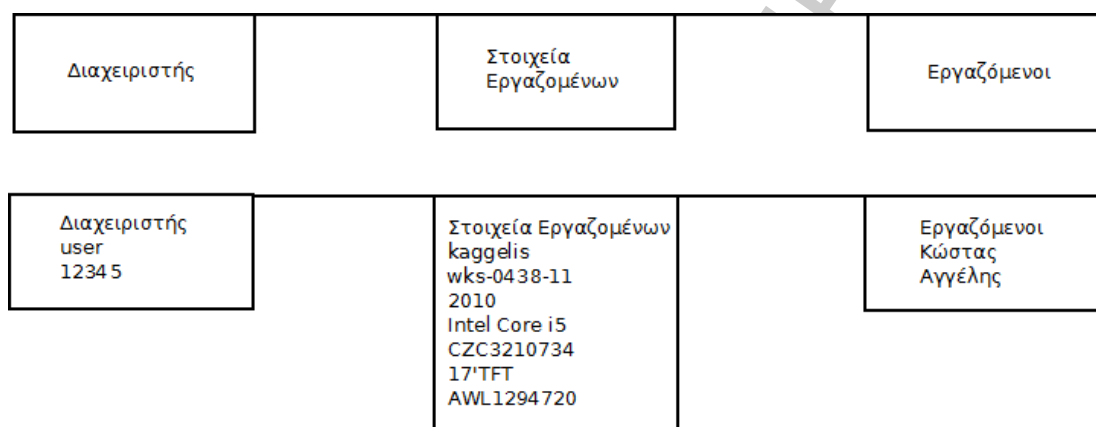 Διαχειριστής
Στοιχεία
Εργαζομένων
Εργαζόμενοι
Διαχειριστής
user
12345
Στοιχεία Εργαζομένων
kaggelis
wks-0438-11
2010
Intel Core i5
CZC3210734
17'TFT
AWL1294720
Εργαζόμενοι
Κώστας
Αγγέλης